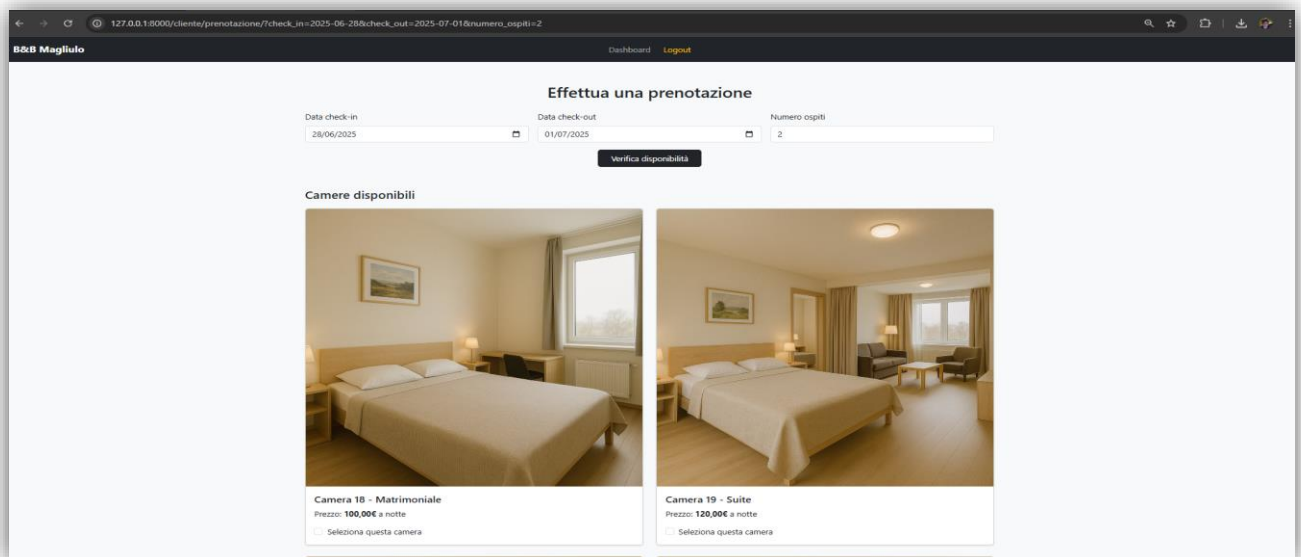 127.0.0.1:8000/cliente/prenotazione/?check_in=2025-06-28&check_out=2025-07-01&numero_ospiti=2
B&B Magliulo
Dashboard Logout
Effettua una prenotazione
Data check-in Data check-out Numero ospiti
28/06/2025 01/07/2025 2
Verifica disponibilità
Camere disponibili
Camera 18 - Matrimoniale
Prezzo: 100,00€ a notte
Seleziona questa camera
Camera 19 - Suite
Prezzo: 120,00€ a notte
Seleziona questa camera